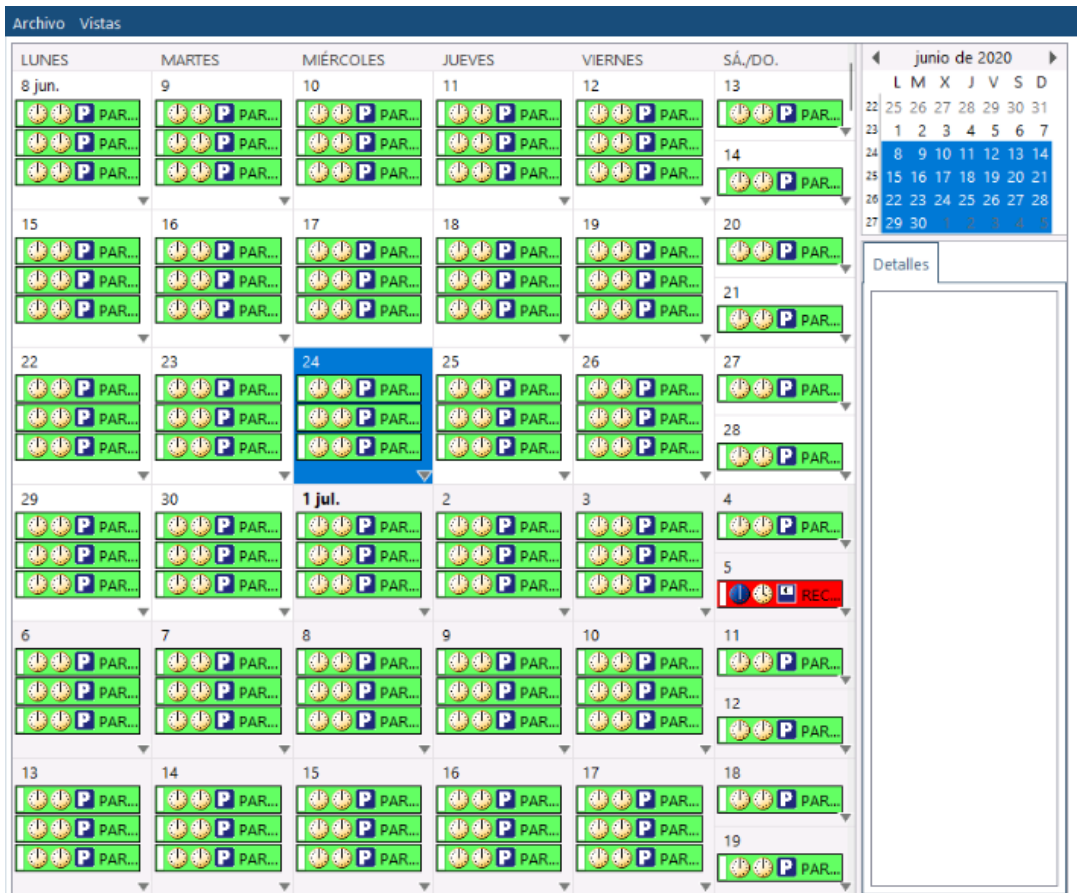 Archivo Vistas
LUNES MARTES MIÉRCOLES JUEVES VIERNES SÁ./DO.
8 jun. 9 10 11 12 13
P PAR... P PAR... P PAR... P PAR... P PAR... P PAR...
P PAR... P PAR... P PAR... P PAR... P PAR...
14
P PAR... P PAR... P PAR... P PAR... P PAR... P PAR...
15 16 17 18 19 20
P PAR... P PAR... P PAR... P PAR... P PAR... P PAR...
P PAR... P PAR... P PAR... P PAR... P PAR...
21
P PAR... P PAR... P PAR... P PAR... P PAR... P PAR...
22 23 24 25 26 27
P PAR... P PAR... P PAR P PAR... P PAR... P PAR...
P PAR... P PAR... P PAR P PAR... P PAR...
28
P PAR... P PAR... P PAR P PAR... P PAR... P PAR...
29 30 1 jul. 2 3 4
P PAR... P PAR... P PAR... P PAR... P PAR... P PAR...
P PAR... P PAR... P PAR... P PAR... P PAR...
5
P PAR... P PAR... P PAR... P PAR... P PAR... REC...
6 7 8 9 10 11
P PAR... P PAR... P PAR... P PAR... P PAR... P PAR...
P PAR... P PAR... P PAR... P PAR... P PAR...
12
P PAR... P PAR... P PAR... P PAR... P PAR... P PAR...
13 14 15 16 17 18
P PAR... P PAR... P PAR... P PAR... P PAR... P PAR...
P PAR... P PAR... P PAR... P PAR... P PAR...
19
P PAR... P PAR... P PAR... P PAR... P PAR... P PAR...
junio de 2020
L M X J V S D
22 25 26 27 28 29 30 31
23 1 2 3 4 5 6 7
24 8 9 10 11 12 13 14
25 15 16 17 18 19 20 21
26 22 23 24 25 26 27 28
27 29 30 1 2 3 4 5
Detalles